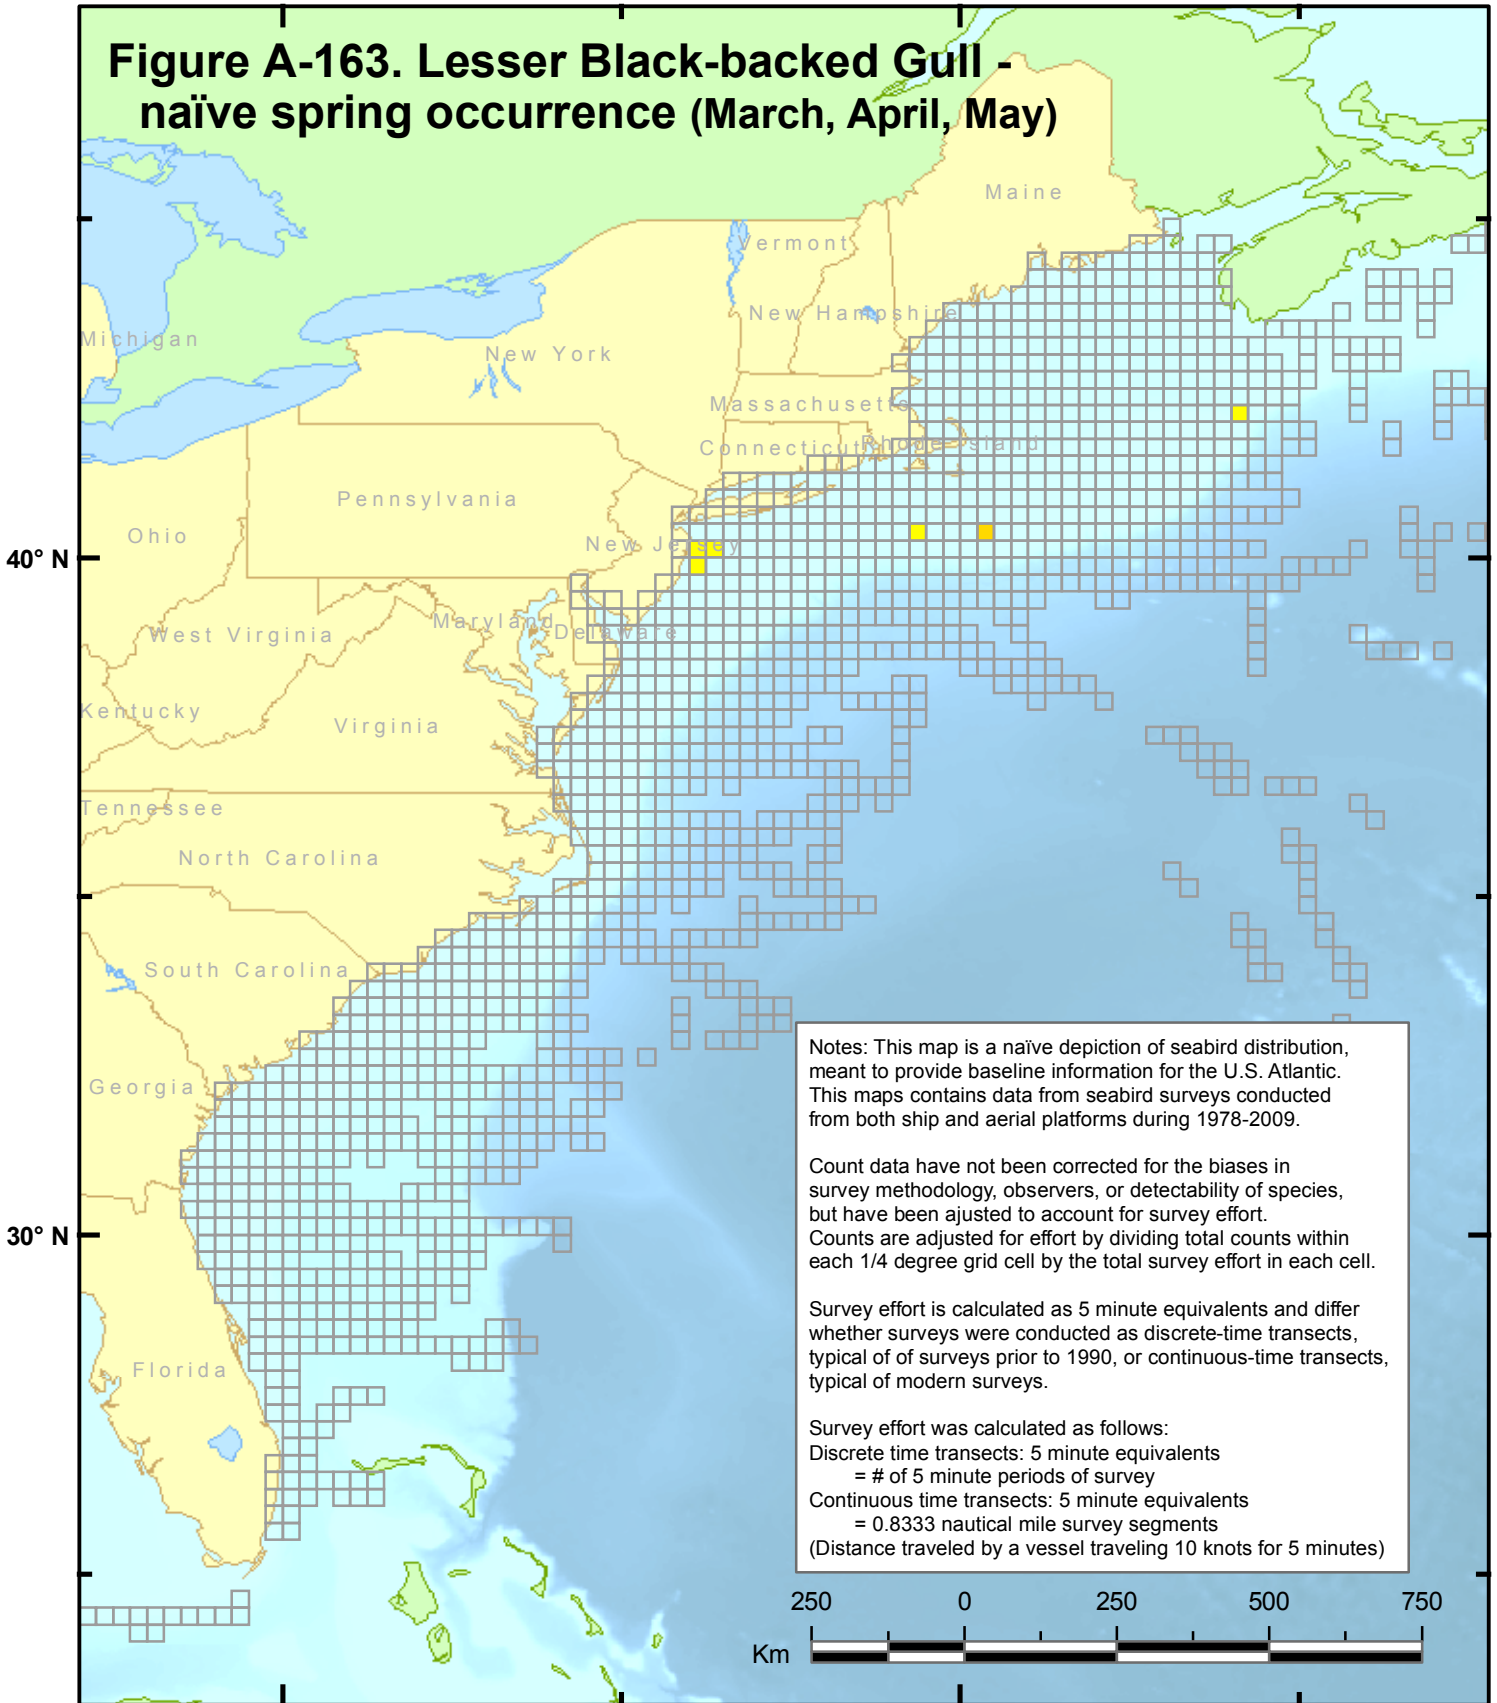 Figure A-163. Lesser Black-backed Gull -
naïve spring occurrence (March, April, May)
Maine
Vermont
New Hampshire
Michigan
New York
Massachusetts
Connecticut
Rhode Island
Pennsylvania
Ohio
New Jersey
40° N
West Virginia
Maryland
Delaware
Kentucky
Virginia
Tennessee
North Carolina
South Carolina
Georgia
30° N
Florida
Notes: This map is a naïve depiction of seabird distribution,
meant to provide baseline information for the U.S. Atlantic.
This maps contains data from seabird surveys conducted
from both ship and aerial platforms during 1978-2009.
Count data have not been corrected for the biases in
survey methodology, observers, or detectability of species,
but have been ajusted to account for survey effort.
Counts are adjusted for effort by dividing total counts within
each 1/4 degree grid cell by the total survey effort in each cell.
Survey effort is calculated as 5 minute equivalents and differ
whether surveys were conducted as discrete-time transects,
typical of of surveys prior to 1990, or continuous-time transects,
typical of modern surveys.
Survey effort was calculated as follows:
Discrete time transects: 5 minute equivalents
= # of 5 minute periods of survey
Continuous time transects: 5 minute equivalents
= 0.8333 nautical mile survey segments
(Distance traveled by a vessel traveling 10 knots for 5 minutes)
250 0 250 500 750
Km